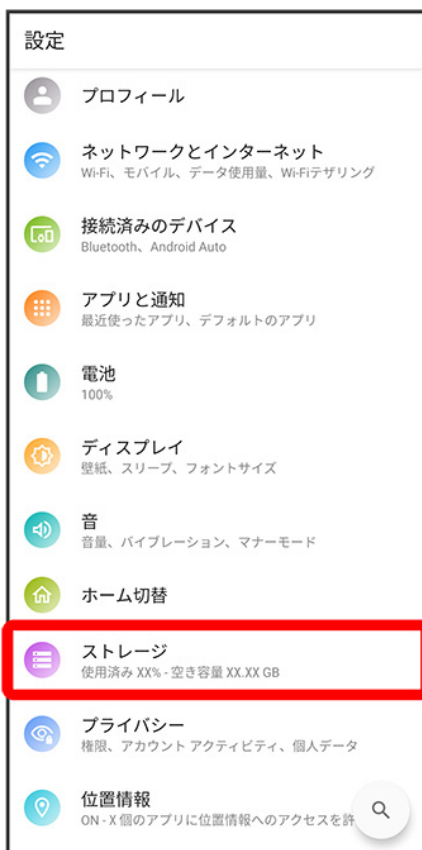 設定
プロフィール
ネットワークとインターネット
Wi-Fi、モバイル、データ使用量、Wi-Fiテザリング
接続済みのデバイス
Bluetooth、Android Auto
アプリと通知
最近使ったアプリ、デフォルトのアプリ
電池
100%
ディスプレイ
壁紙、スリープ、フォントサイズ
音
音量、バイブレーション、マナーモード
ホーム切替
ストレージ
使用済み XX% - 空き容量 XX.XX GB
プライバシー
権限、アカウント アクティビティ、個人データ
位置情報
ON - X 個のアプリに位置情報へのアクセスを許